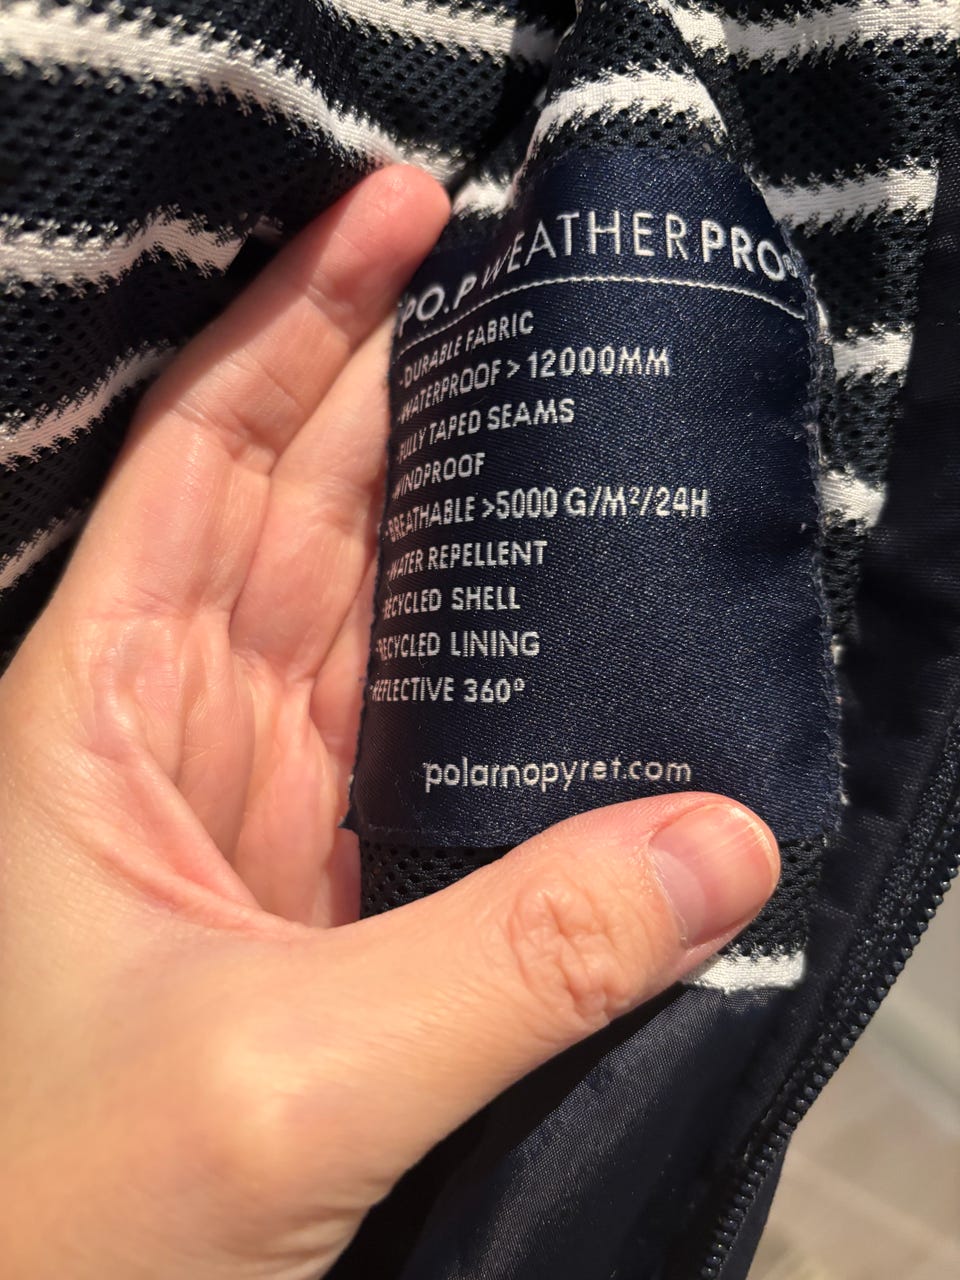 PO.P WEATHERPRO®
-DURABLE FABRIC
-WATERPROOF > 12000MM
-FULLY TAPED SEAMS
-WINDPROOF
-BREATHABLE >5000 G/M²/24H
-WATER REPELLENT
-RECYCLED SHELL
-RECYCLED LINING
-REFLECTIVE 360°
polarnopyret.com